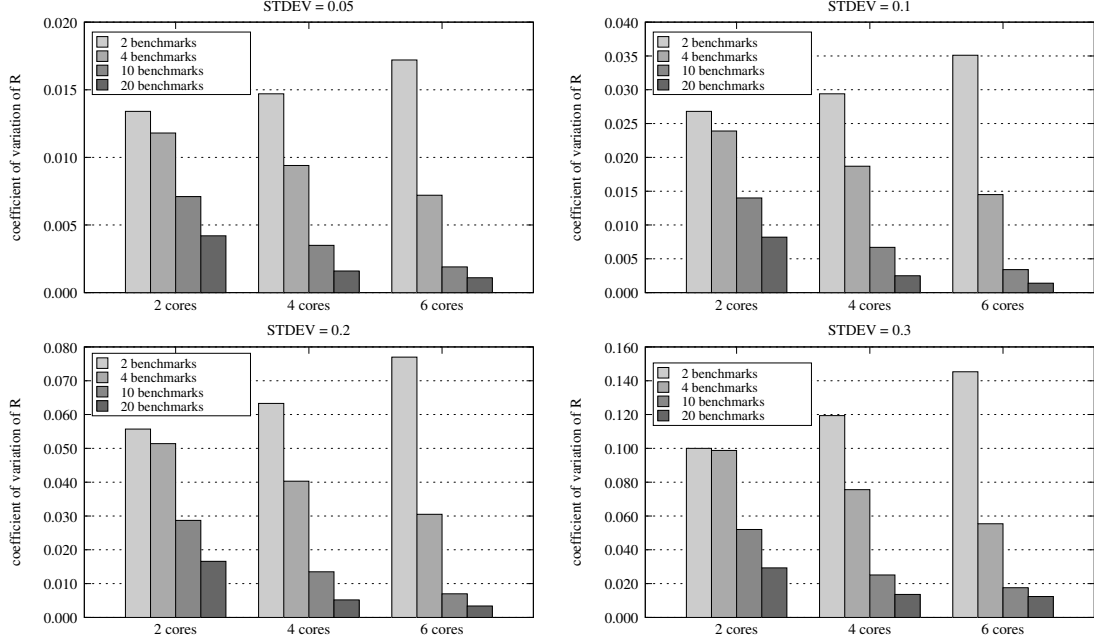 STDEV = 0.05
coefficient of variation of R
0.020
0.015
0.010
0.005
0.000
2 benchmarks
4 benchmarks
10 benchmarks
20 benchmarks
2 cores
4 cores
6 cores
STDEV = 0.1
coefficient of variation of R
0.040
0.035
0.030
0.025
0.020
0.015
0.010
0.005
0.000
2 benchmarks
4 benchmarks
10 benchmarks
20 benchmarks
2 cores
4 cores
6 cores
STDEV = 0.2
coefficient of variation of R
0.080
0.070
0.060
0.050
0.040
0.030
0.020
0.010
0.000
2 benchmarks
4 benchmarks
10 benchmarks
20 benchmarks
2 cores
4 cores
6 cores
STDEV = 0.3
coefficient of variation of R
0.160
0.140
0.120
0.100
0.080
0.060
0.040
0.020
0.000
2 benchmarks
4 benchmarks
10 benchmarks
20 benchmarks
2 cores
4 cores
6 cores